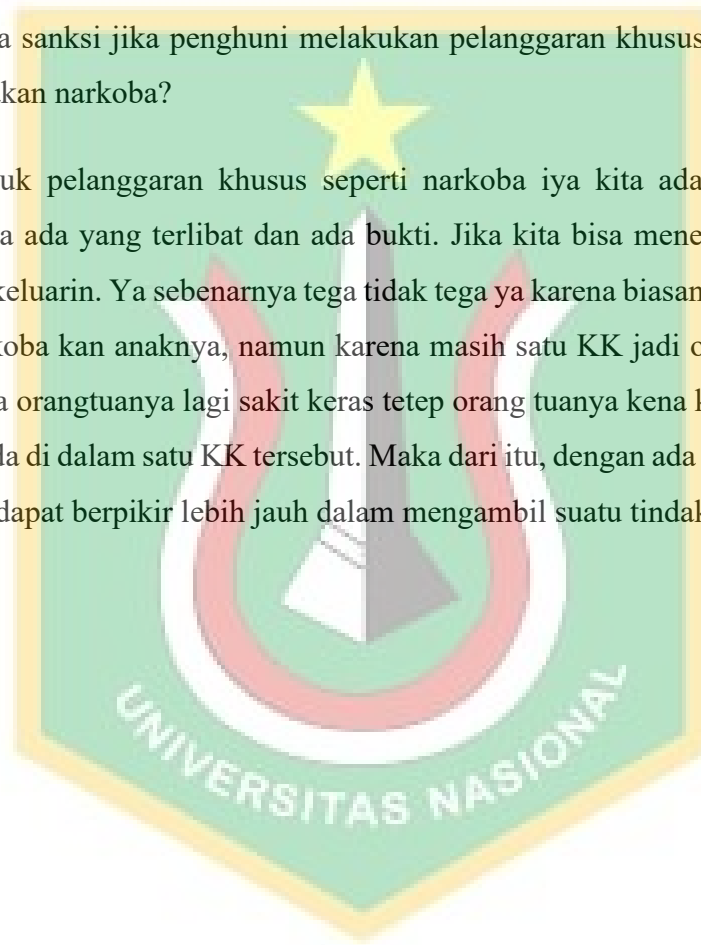 a sanksi jika penghuni melakukan pelanggaran khusus
akan narkoba?
uk pelanggaran khusus seperti narkoba iya kita ada
a ada yang terlibat dan ada bukti. Jika kita bisa mene
keluarin. Ya sebenarnya tega tidak tega ya karena biasan
koba kan anaknya, namun karena masih satu KK jadi o
a orangtuanya lagi sakit keras tetep orang tuanya kena k
da di dalam satu KK tersebut. Maka dari itu, dengan ada
dapat berpikir lebih jauh dalam mengambil suatu tindak
UNIVERSITAS NASIONAL